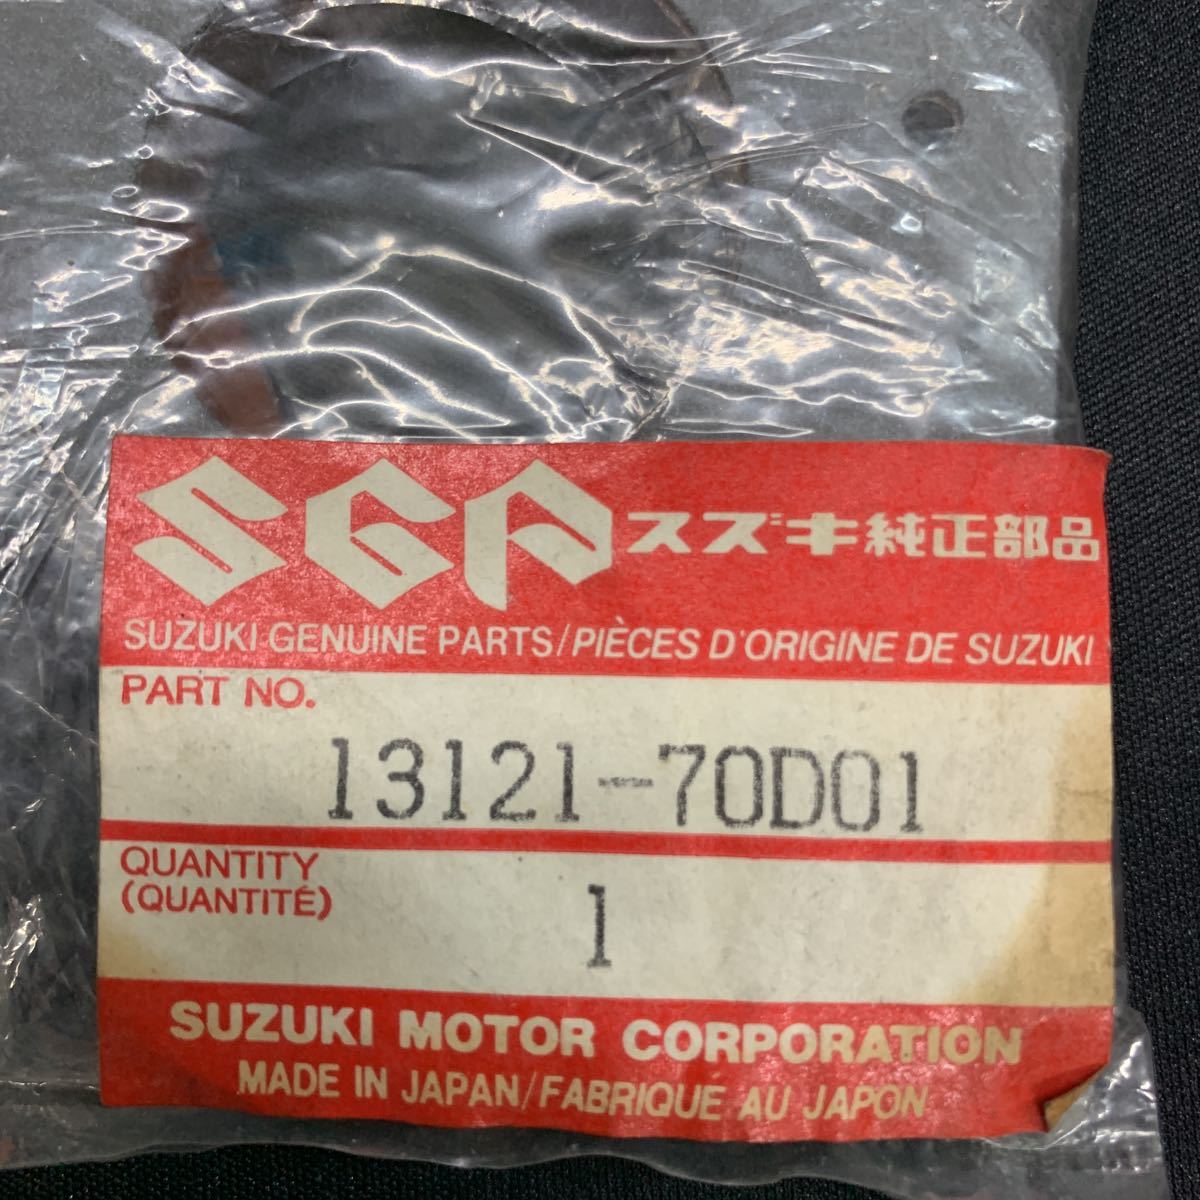 SGP スズキ純正部品
SUZUKI GENUINE PARTS/PIÈCES D'ORIGINE DE SUZUKI
PART NO.
13121-70D01
QUANTITY
(QUANTITÉ)
1
SUZUKI MOTOR CORPORATION
MADE IN JAPAN/FABRIQUE AU JAPON